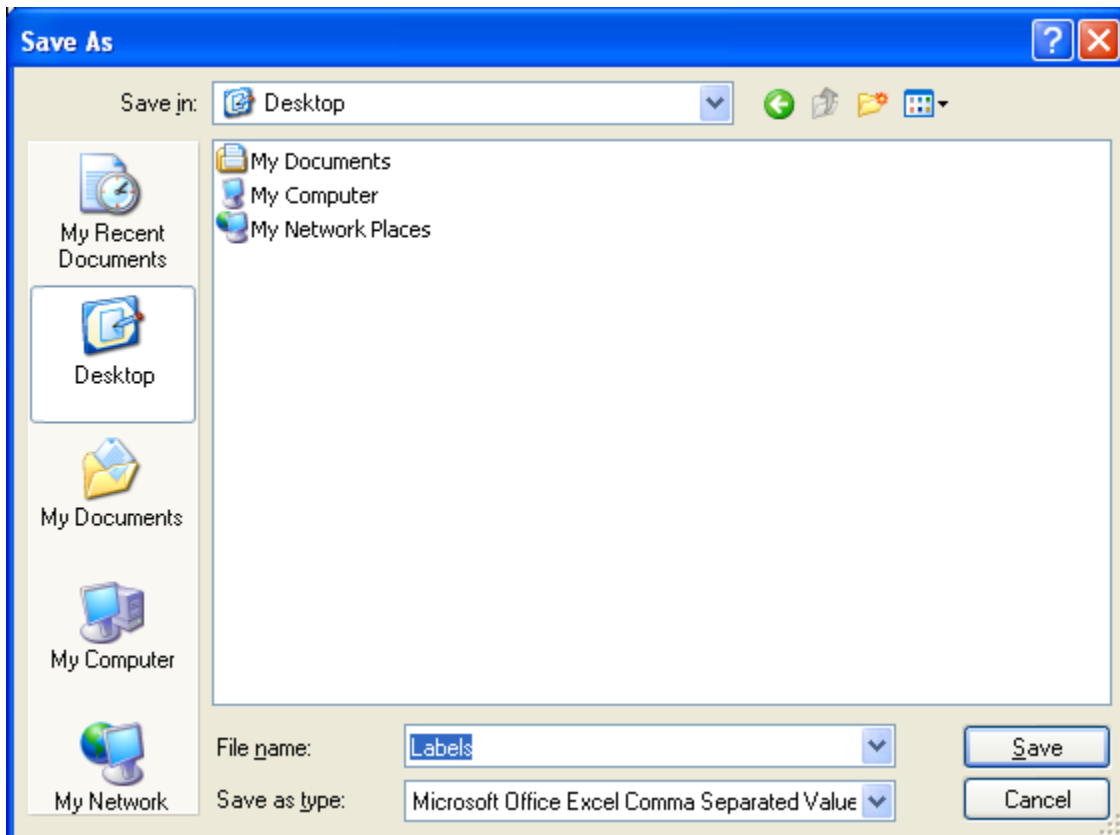 Save As
Save in: Desktop
My Documents
My Computer
My Network Places
My Recent
Documents
Desktop
My Documents
My Computer
My Network
File name: Labels Save
Save as type: Microsoft Office Excel Comma Separated Value Cancel